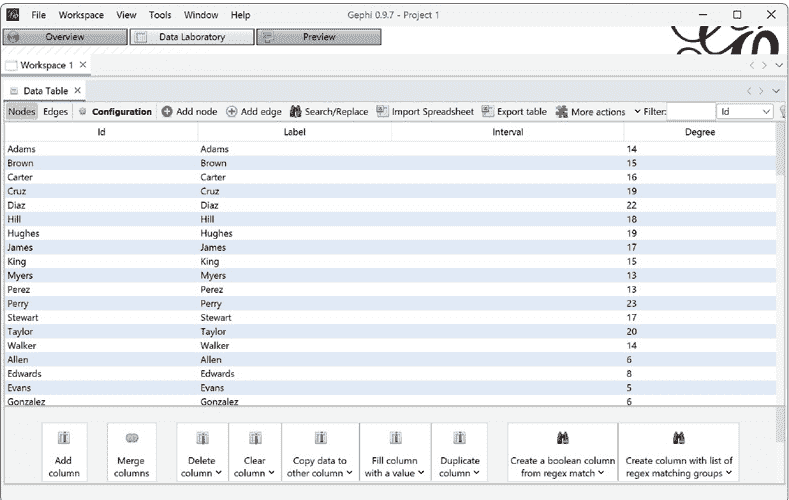 File Workspace View Tools Window Help Gephi 0.9.7 - Project 1
Overview Data Laboratory Preview
Workspace 1
Data Table
Nodes Edges Configuration Add node Add edge Search/Replace Import Spreadsheet Export table More actions Filter: Id
Id Label Interval Degree
Adams Adams 14
Brown Brown 15
Carter Carter 16
Cruz Cruz 19
Diaz Diaz 22
Hill Hill 18
Hughes Hughes 19
James James 17
King King 15
Myers Myers 13
Perez Perez 13
Perry Perry 23
Stewart Stewart 17
Taylor Taylor 20
Walker Walker 14
Allen Allen 6
Edwards Edwards 8
Evans Evans 5
Gonzalez Gonzalez 6
Add column
Merge columns
Delete column
Clear column
Copy data to other column
Fill column with a value
Duplicate column
Create a boolean column from regex match
Create column with list of regex matching groups